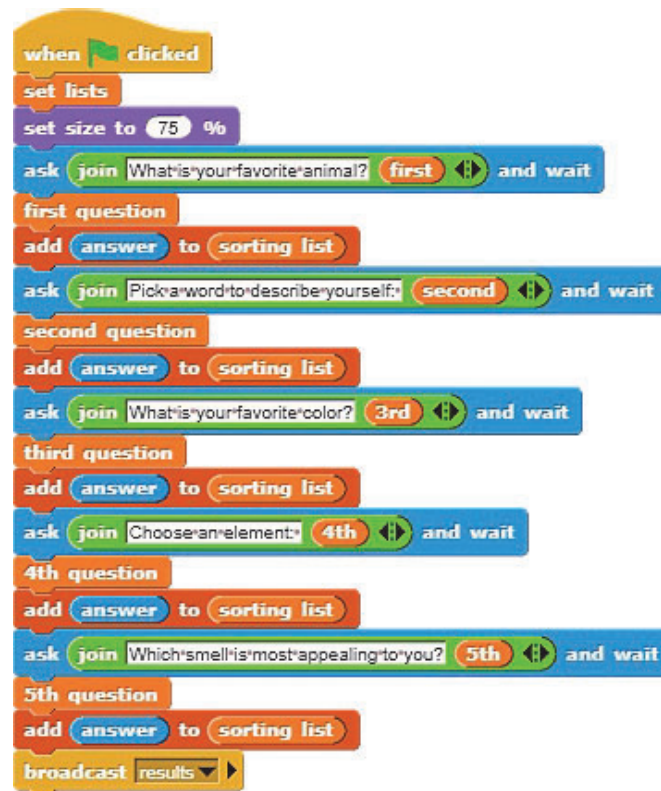 when clicked
set lists
set size to 75 %
ask join What is your favorite animal? first and wait
first question
add answer to sorting list
ask join Pick a word to describe yourself: second and wait
second question
add answer to sorting list
ask join What is your favorite color? 3rd and wait
third question
add answer to sorting list
ask join Choose an element: 4th and wait
4th question
add answer to sorting list
ask join Which smell is most appealing to you? 5th and wait
5th question
add answer to sorting list
broadcast results